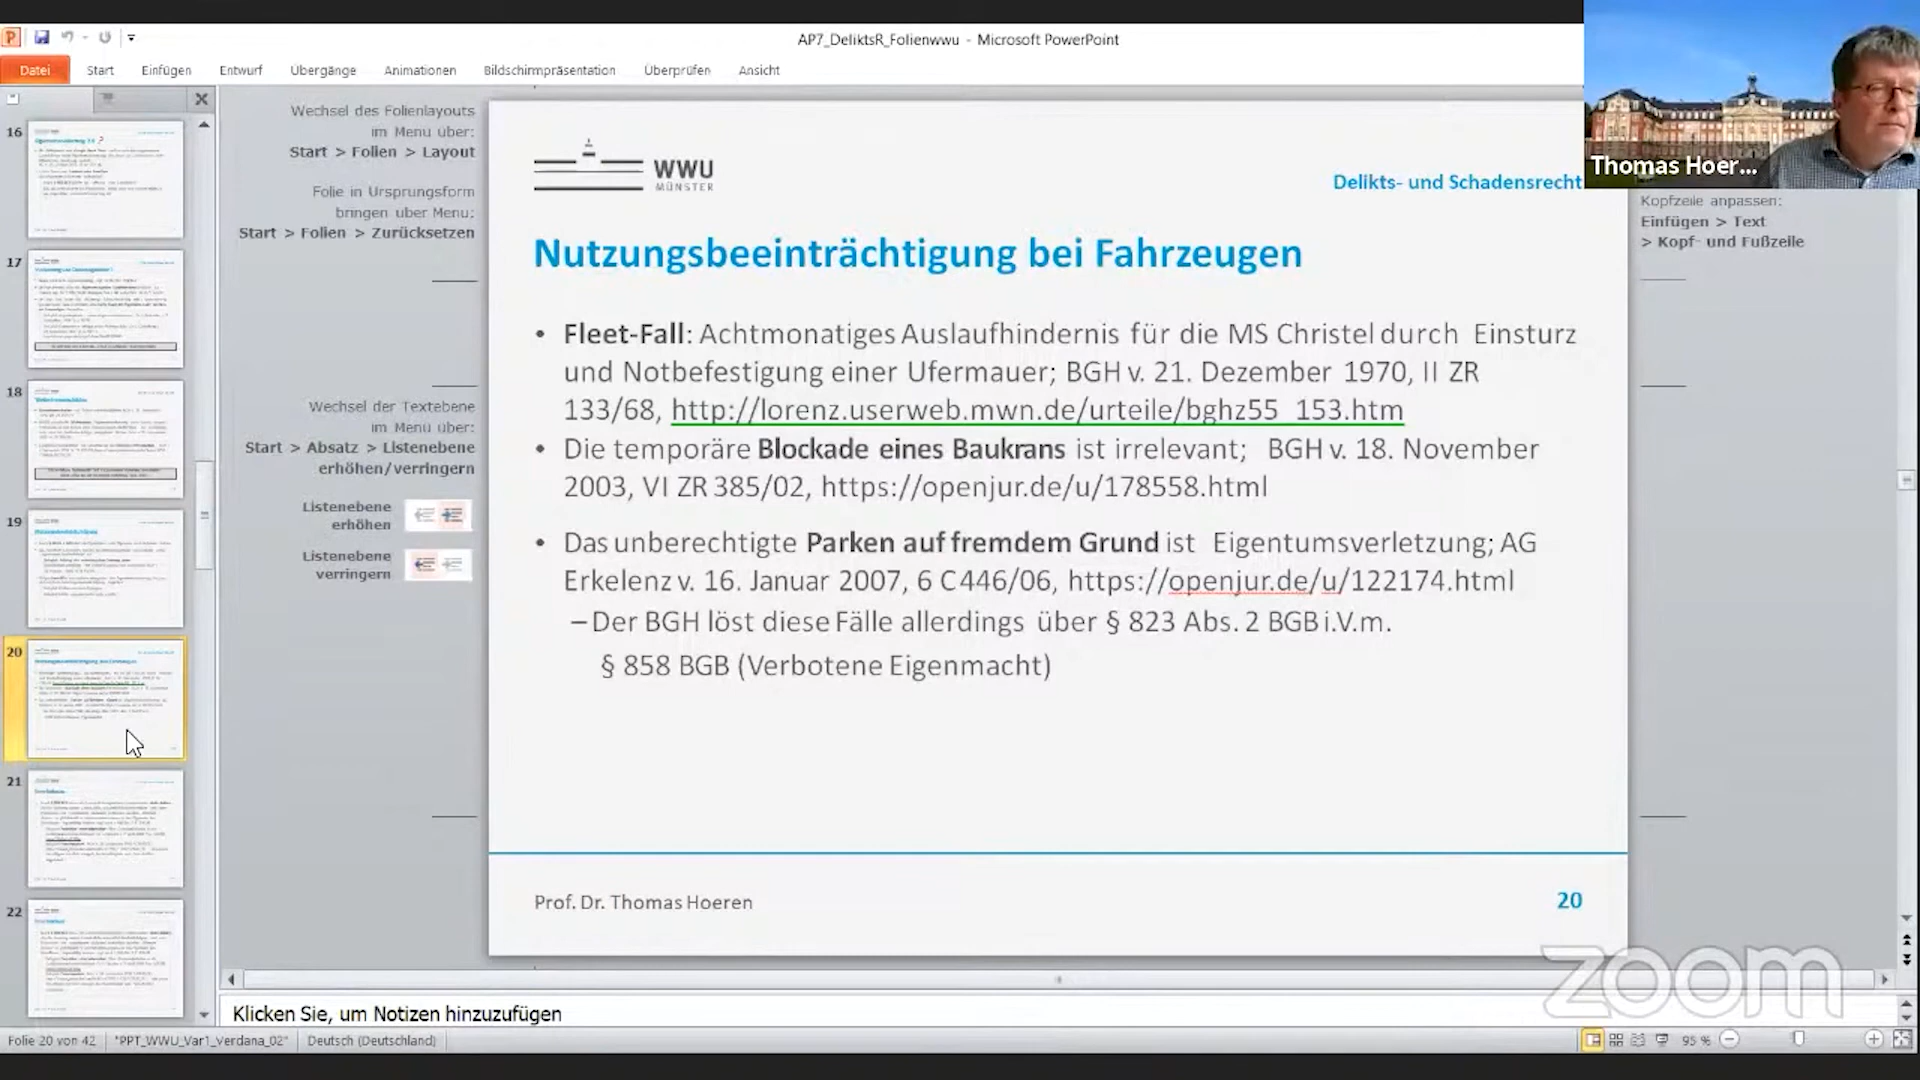 AP7_DeliktsR_Folienwwu - Microsoft PowerPoint
Datei Start Einfügen Entwurf Übergänge Animationen Bildschirmpräsentation Überprüfen Ansicht
Thomas Hoer...
16
17
18
19
20
21
22
Wechsel des Folienlayouts
im Menü über:
Start > Folien > Layout
Folie in Ursprungsform
bringen über Menü:
Start > Folien > Zurücksetzen
Wechsel der Textebene
im Menü über:
Start > Absatz > Listenebene
erhöhen/verringern
Listenebene
erhöhen
Listenebene
verringern
WWU
MÜNSTER
Delikts- und Schadensrecht
Nutzungsbeeinträchtigung bei Fahrzeugen
• Fleet-Fall: Achtmonatiges Auslaufhindernis für die MS Christel durch Einsturz
und Notbefestigung einer Ufermauer; BGH v. 21. Dezember 1970, II ZR
133/68, http://lorenz.userweb.mwn.de/urteile/bghz55_153.htm
• Die temporäre Blockade eines Baukrans ist irrelevant; BGH v. 18. November
2003, VI ZR 385/02, https://openjur.de/u/178558.html
• Das unberechtigte Parken auf fremdem Grund ist Eigentumsverletzung; AG
Erkelenz v. 16. Januar 2007, 6 C 446/06, https://openjur.de/u/122174.html
– Der BGH löst diese Fälle allerdings über § 823 Abs. 2 BGB i.V.m.
§ 858 BGB (Verbotene Eigenmacht)
Prof. Dr. Thomas Hoeren
20
Kopfzeile anpassen:
Einfügen > Text
> Kopf- und Fußzeile
zoom
Klicken Sie, um Notizen hinzuzufügen
Folie 20 von 42 "PPT_WWU_Var1_Verdana_02" Deutsch (Deutschland) 95 %